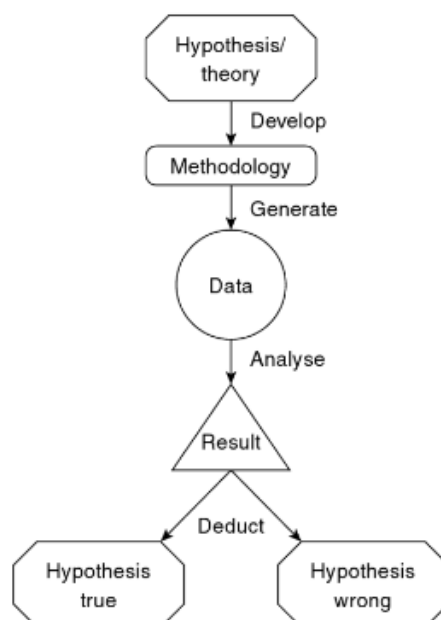 Hypothesis/
theory
Develop
Methodology
Generate
Data
Analyse
Result
Deduct
Hypothesis
true
Hypothesis
wrong